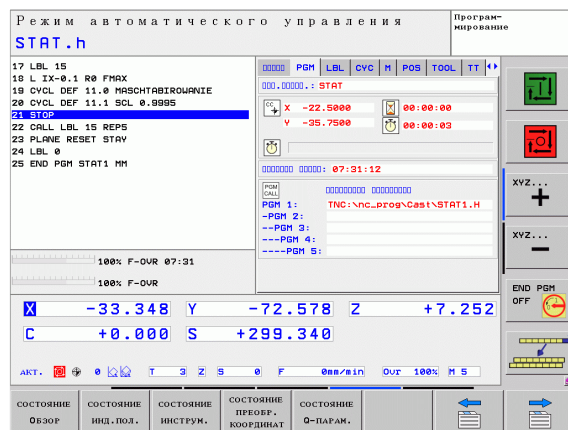 Режим автоматического управления
Програм-
мирование
STAT.h
17 LBL 15
18 L IX-0.1 R0 FMAX
19 CYCL DEF 11.0 MASCHTABIROWANIE
20 CYCL DEF 11.1 SCL 0.9995
21 STOP
22 CALL LBL 15 REP5
23 PLANE RESET STAY
24 LBL 0
25 END PGM STAT1 MM
100% F-OVR 07:31
100% F-OVR
PGM LBL CYC M POS TOOL TT
: STAT
CC X -22.5000 00:00:00
Y -35.7500 00:00:03
: 07:31:12
PGM CALL
PGM 1: TNC:\nc_prog\Cast\STAT1.H
-PGM 2:
--PGM 3:
---PGM 4:
----PGM 5:
X -33.348 Y -72.578 Z +7.252
C +0.000 S +299.340
АКТ. 0 T 3 Z S 0 F 0mm/min Ovr 100% M 5
XYZ...
+
XYZ...
−
END PGM
OFF
СОСТОЯНИЕ ОБЗОР
СОСТОЯНИЕ ИНД.ПОЛ.
СОСТОЯНИЕ ИНСТРУМ.
СОСТОЯНИЕ ПРЕОБР. КООРДИНАТ
СОСТОЯНИЕ Q-ПАРАМ.